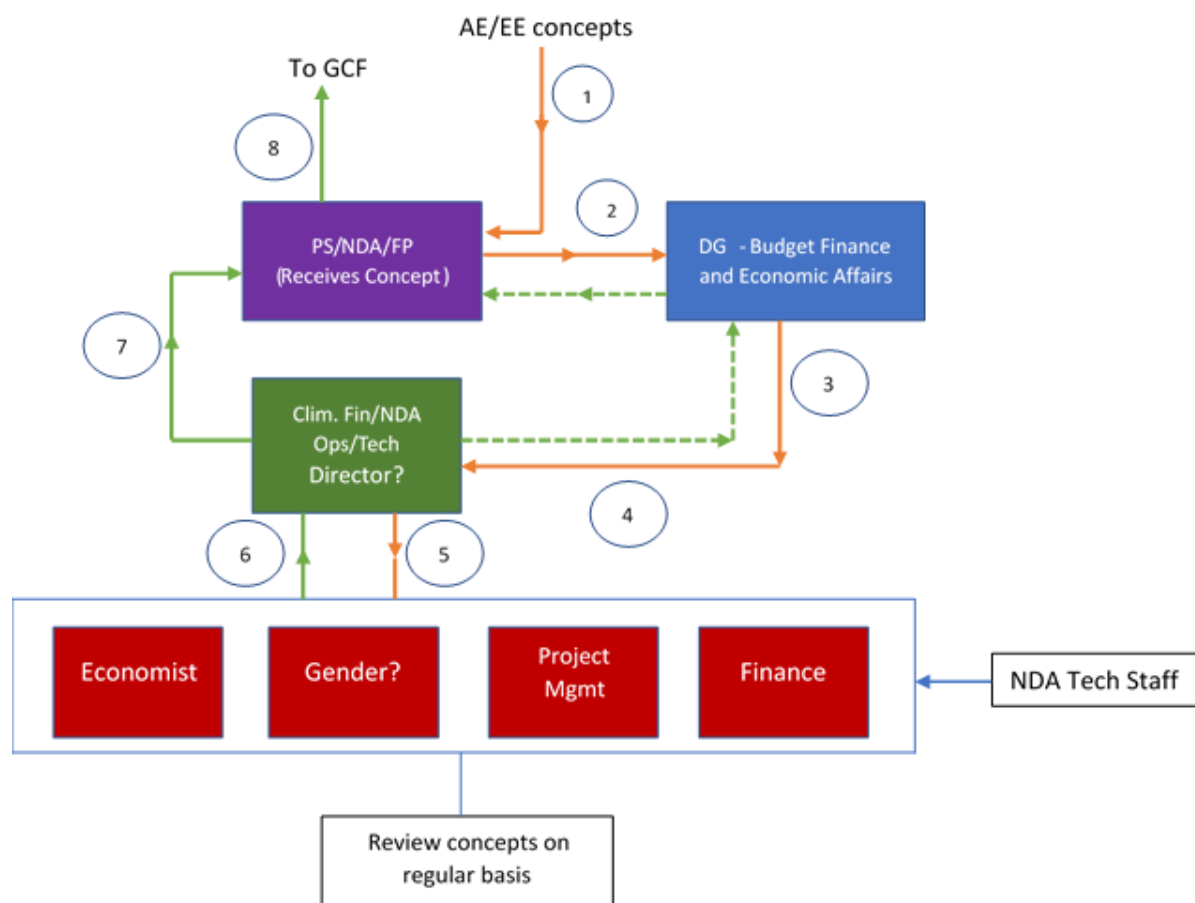 AE/EE concepts
To GCF
1
8
2
PS/NDA/FP
(Receives Concept)
DG - Budget Finance
and Economic Affairs
7
3
Clim. Fin/NDA
Ops/Tech
Director?
4
6
5
Economist
Gender?
Project
Mgmt
Finance
NDA Tech Staff
Review concepts on
regular basis